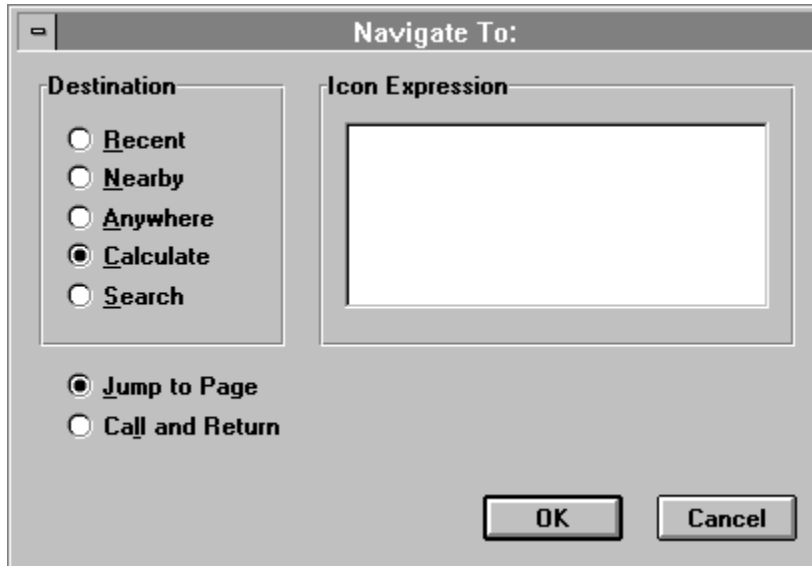 Navigate To:
Destination
Recent
Nearby
Anywhere
Calculate
Search
Icon Expression
Jump to Page
Call and Return
OK
Cancel